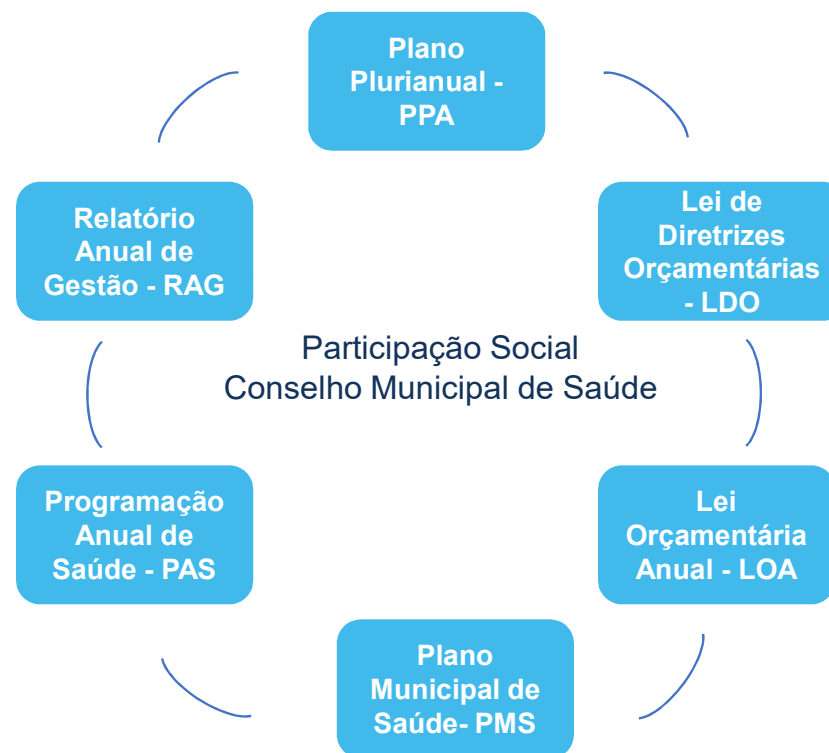 Plano
Plurianual -
PPA
Lei de
Diretrizes
Orçamentárias
- LDO
Lei
Orçamentária
Anual - LOA
Plano
Municipal de
Saúde- PMS
Programação
Anual de
Saúde - PAS
Relatório
Anual de
Gestão - RAG
Participação Social
Conselho Municipal de Saúde